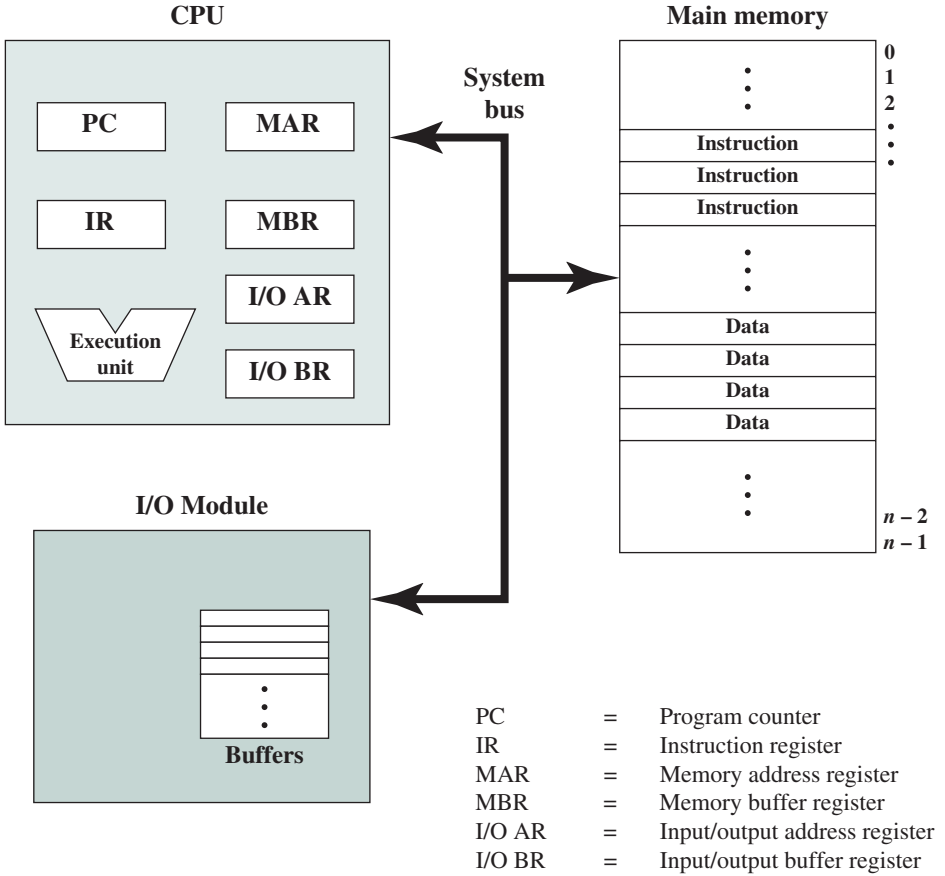 CPU
PC
MAR
IR
MBR
I/O AR
Execution
unit
I/O BR
System
bus
Main memory
0
1
2
Instruction
Instruction
Instruction
Data
Data
Data
Data
n – 2
n – 1
I/O Module
Buffers
PC = Program counter
IR = Instruction register
MAR = Memory address register
MBR = Memory buffer register
I/O AR = Input/output address register
I/O BR = Input/output buffer register